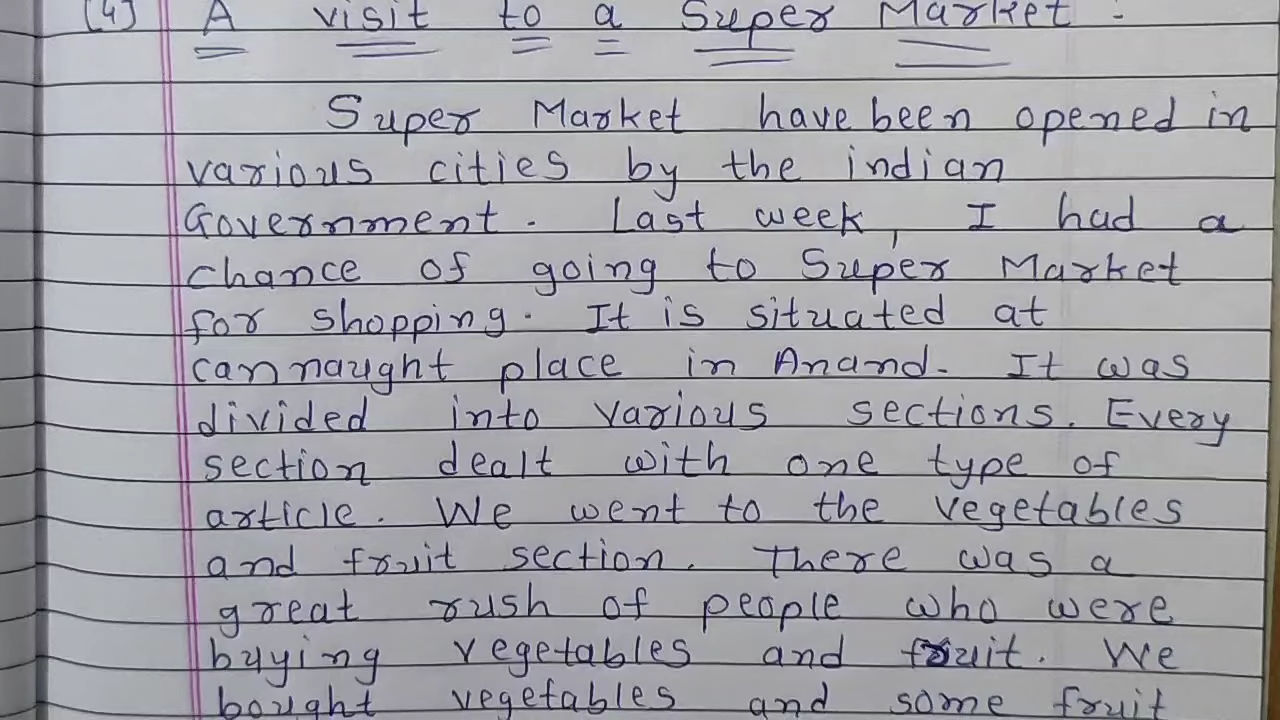 (4) A visit to a Super Market :
Super Market have been opened in
various cities by the indian
Government. Last week, I had a
chance of going to Super Market
for shopping. It is situated at
cannaught place in Anand. It was
divided into various sections. Every
section dealt with one type of
article. We went to the vegetables
and fruit section. There was a
great rush of people who were
buying vegetables and fruit. We
bought vegetables and some fruit